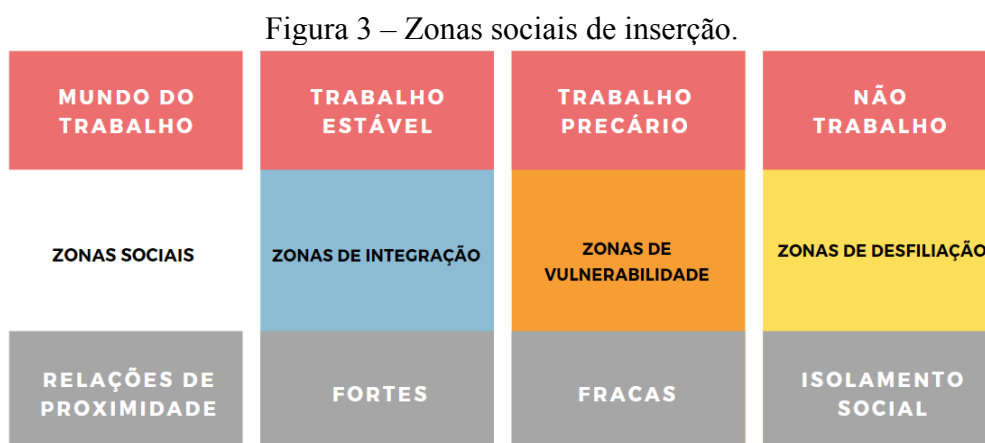 Figura 3 – Zonas sociais de inserção.
MUNDO DO
TRABALHO
TRABALHO
ESTÁVEL
TRABALHO
PRECÁRIO
NÃO
TRABALHO
ZONAS SOCIAIS
ZONAS DE INTEGRAÇÃO
ZONAS DE
VULNERABILIDADE
ZONAS DE DESFILIAÇÃO
RELAÇÕES DE
PROXIMIDADE
FORTES
FRACAS
ISOLAMENTO
SOCIAL